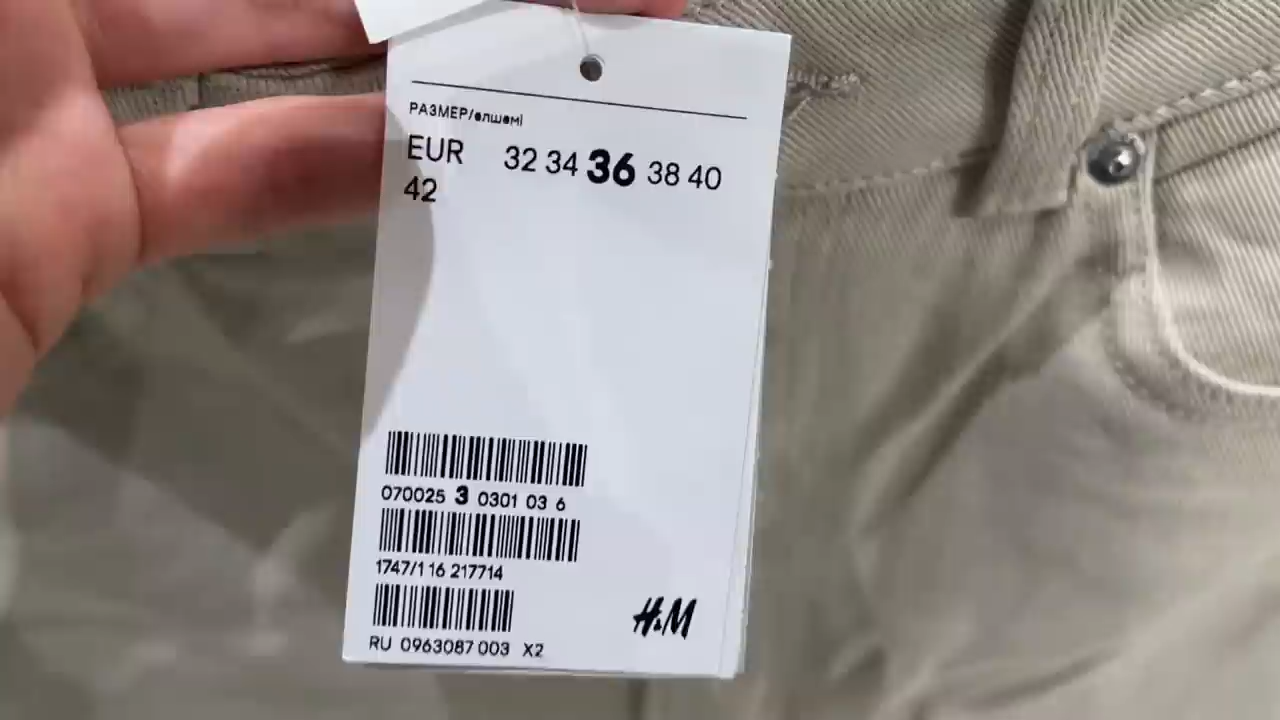 РАЗМЕР/өлшемі
EUR 32 34 36 38 40
42
070025 3 0301 03 6
1747/1 16 217714
H&M
RU 0963087 003 X2